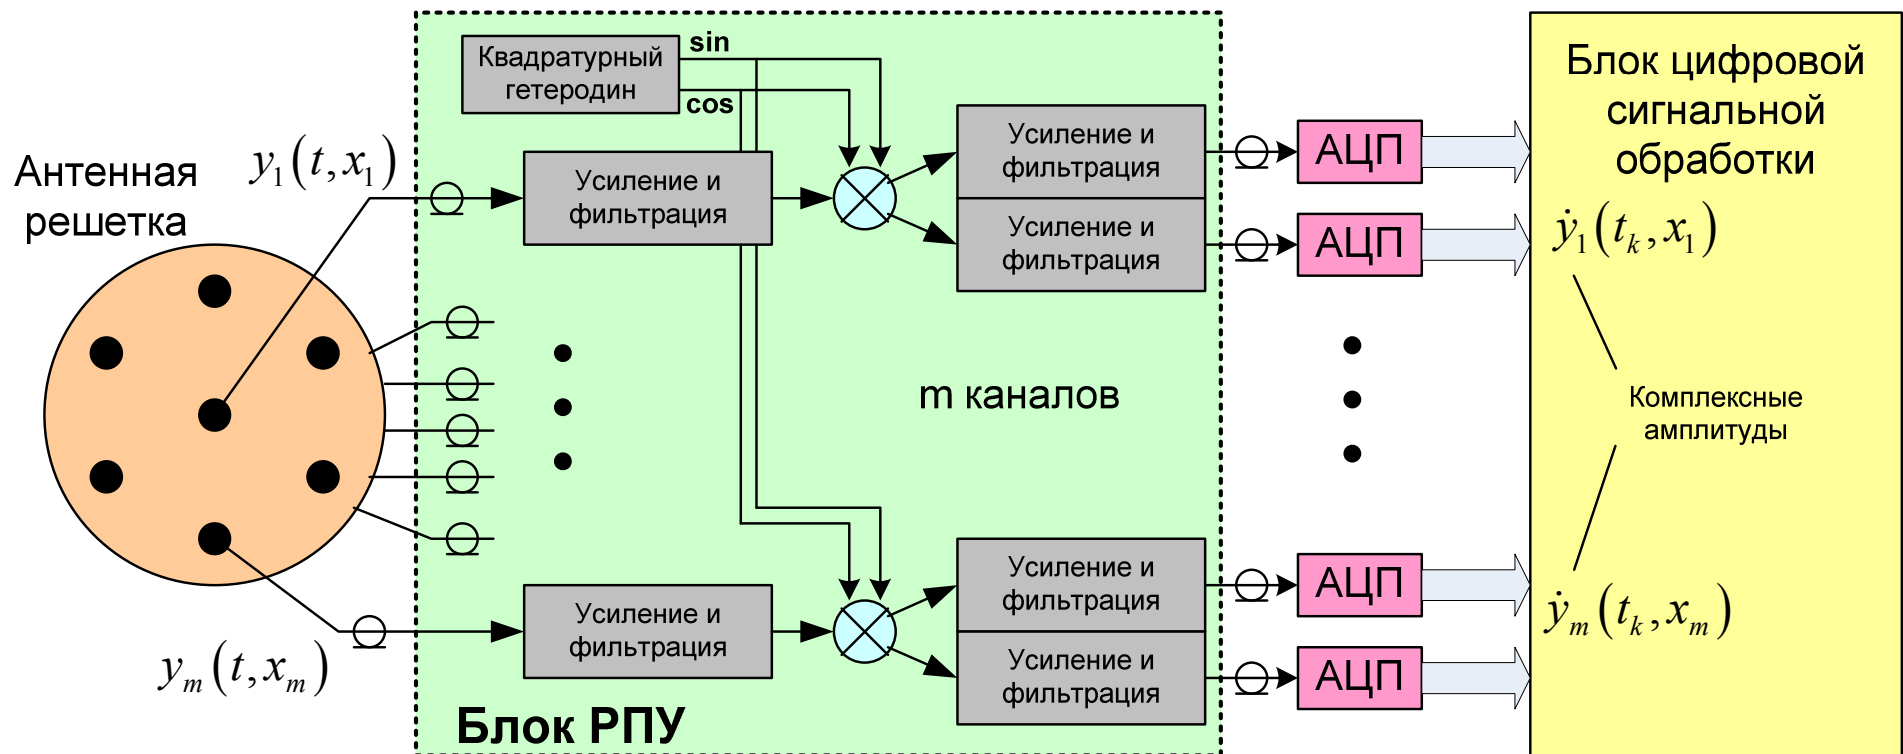 Антенная
решетка
y₁(t,x₁)
yₘ(t,xₘ)
Квадратурный
гетеродин
sin
cos
Усиление и
фильтрация
Усиление и
фильтрация
Усиление и
фильтрация
m каналов
Усиление и
фильтрация
Усиление и
фильтрация
Усиление и
фильтрация
Блок РПУ
АЦП
АЦП
АЦП
АЦП
Блок цифровой
сигнальной
обработки
ẏ₁(tₖ,x₁)
Комплексные
амплитуды
ẏₘ(tₖ,xₘ)